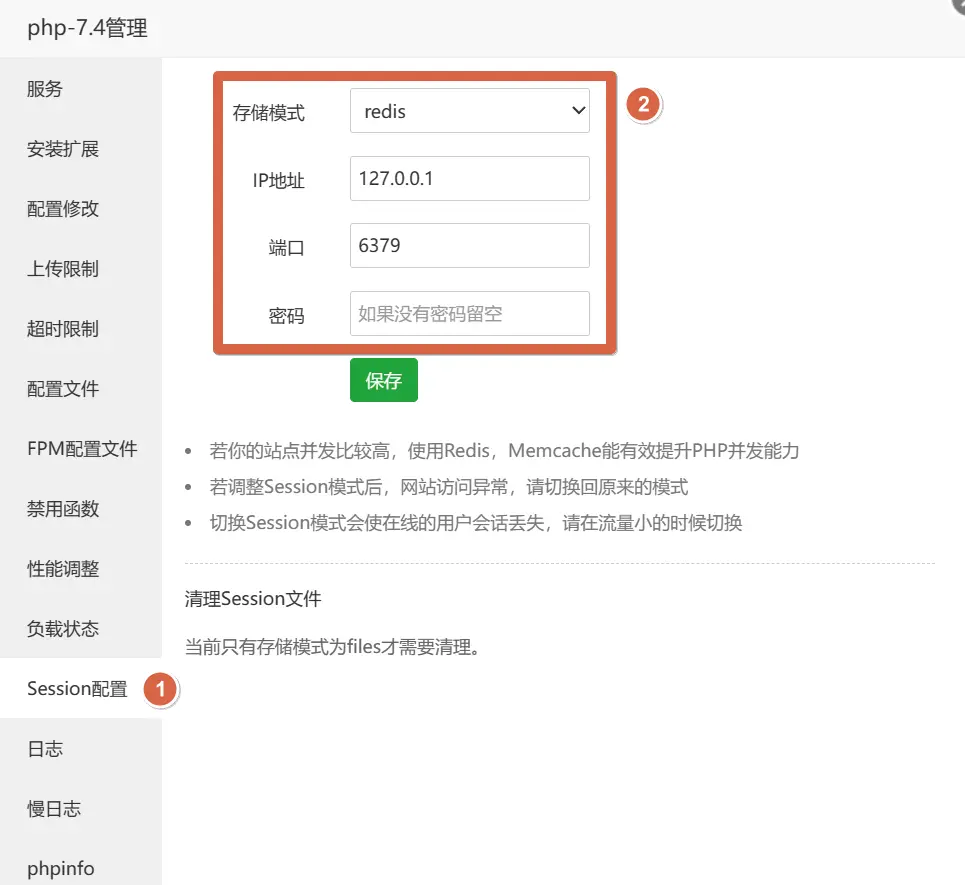 php-7.4管理
服务
安装扩展
配置修改
上传限制
超时限制
配置文件
FPM配置文件
禁用函数
性能调整
负载状态
Session配置
1
日志
慢日志
phpinfo
存储模式
redis
2
IP地址
127.0.0.1
端口
6379
密码
如果没有密码留空
保存
• 若你的站点并发比较高，使用Redis，Memcache能有效提升PHP并发能力
• 若调整Session模式后，网站访问异常，请切换回原来的模式
• 切换Session模式会使在线的用户会话丢失，请在流量小的时候切换
清理Session文件
当前只有存储模式为files才需要清理。